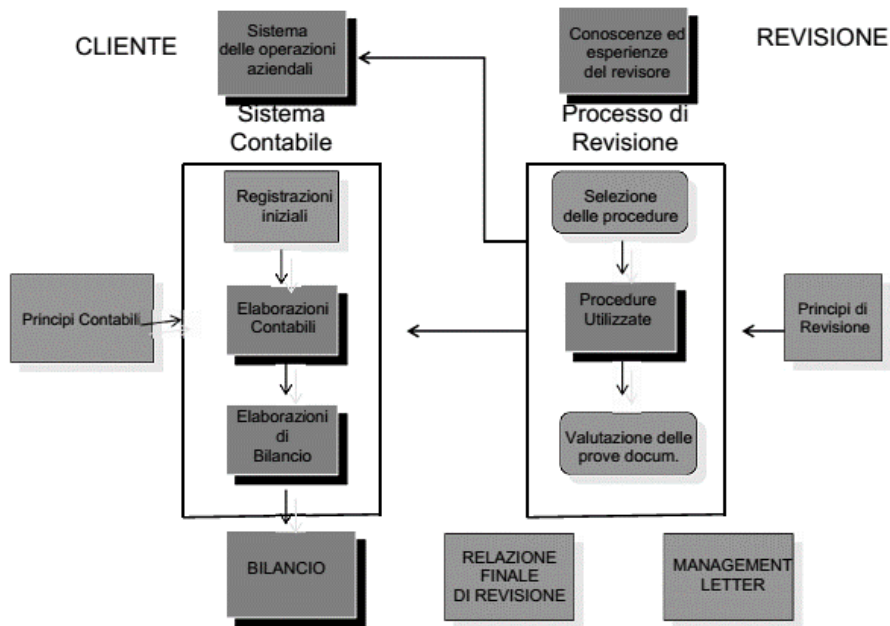 CLIENTE
Sistema
delle operazioni
aziendali
Conoscenze ed
esperienze
del revisore
REVISIONE
Sistema
Contabile
Processo di
Revisione
Registrazioni
iniziali
Selezione
delle procedure
Principi Contabili
Elaborazioni
Contabili
Procedure
Utilizzate
Principi di
Revisione
Elaborazioni
di
Bilancio
Valutazione delle
prove docum.
BILANCIO
RELAZIONE
FINALE
DI REVISIONE
MANAGEMENT
LETTER